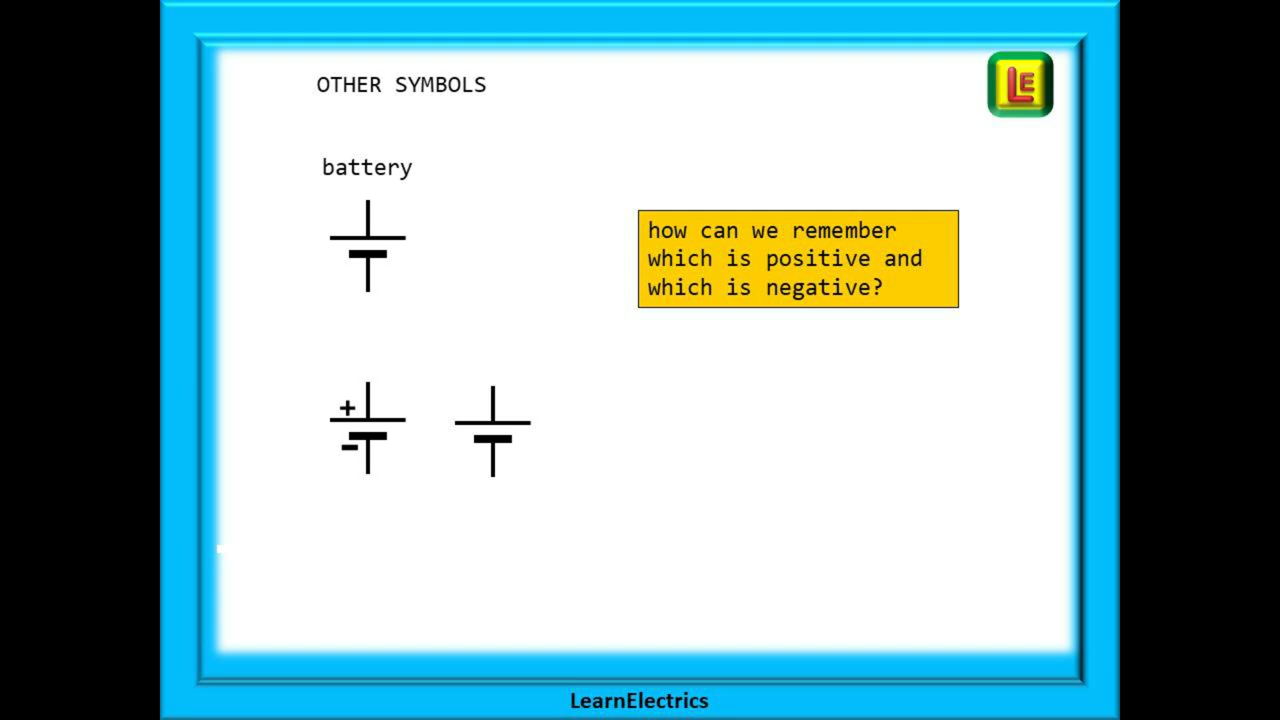 OTHER SYMBOLS
LE
battery
how can we remember
which is positive and
which is negative?
+
-
LearnElectrics